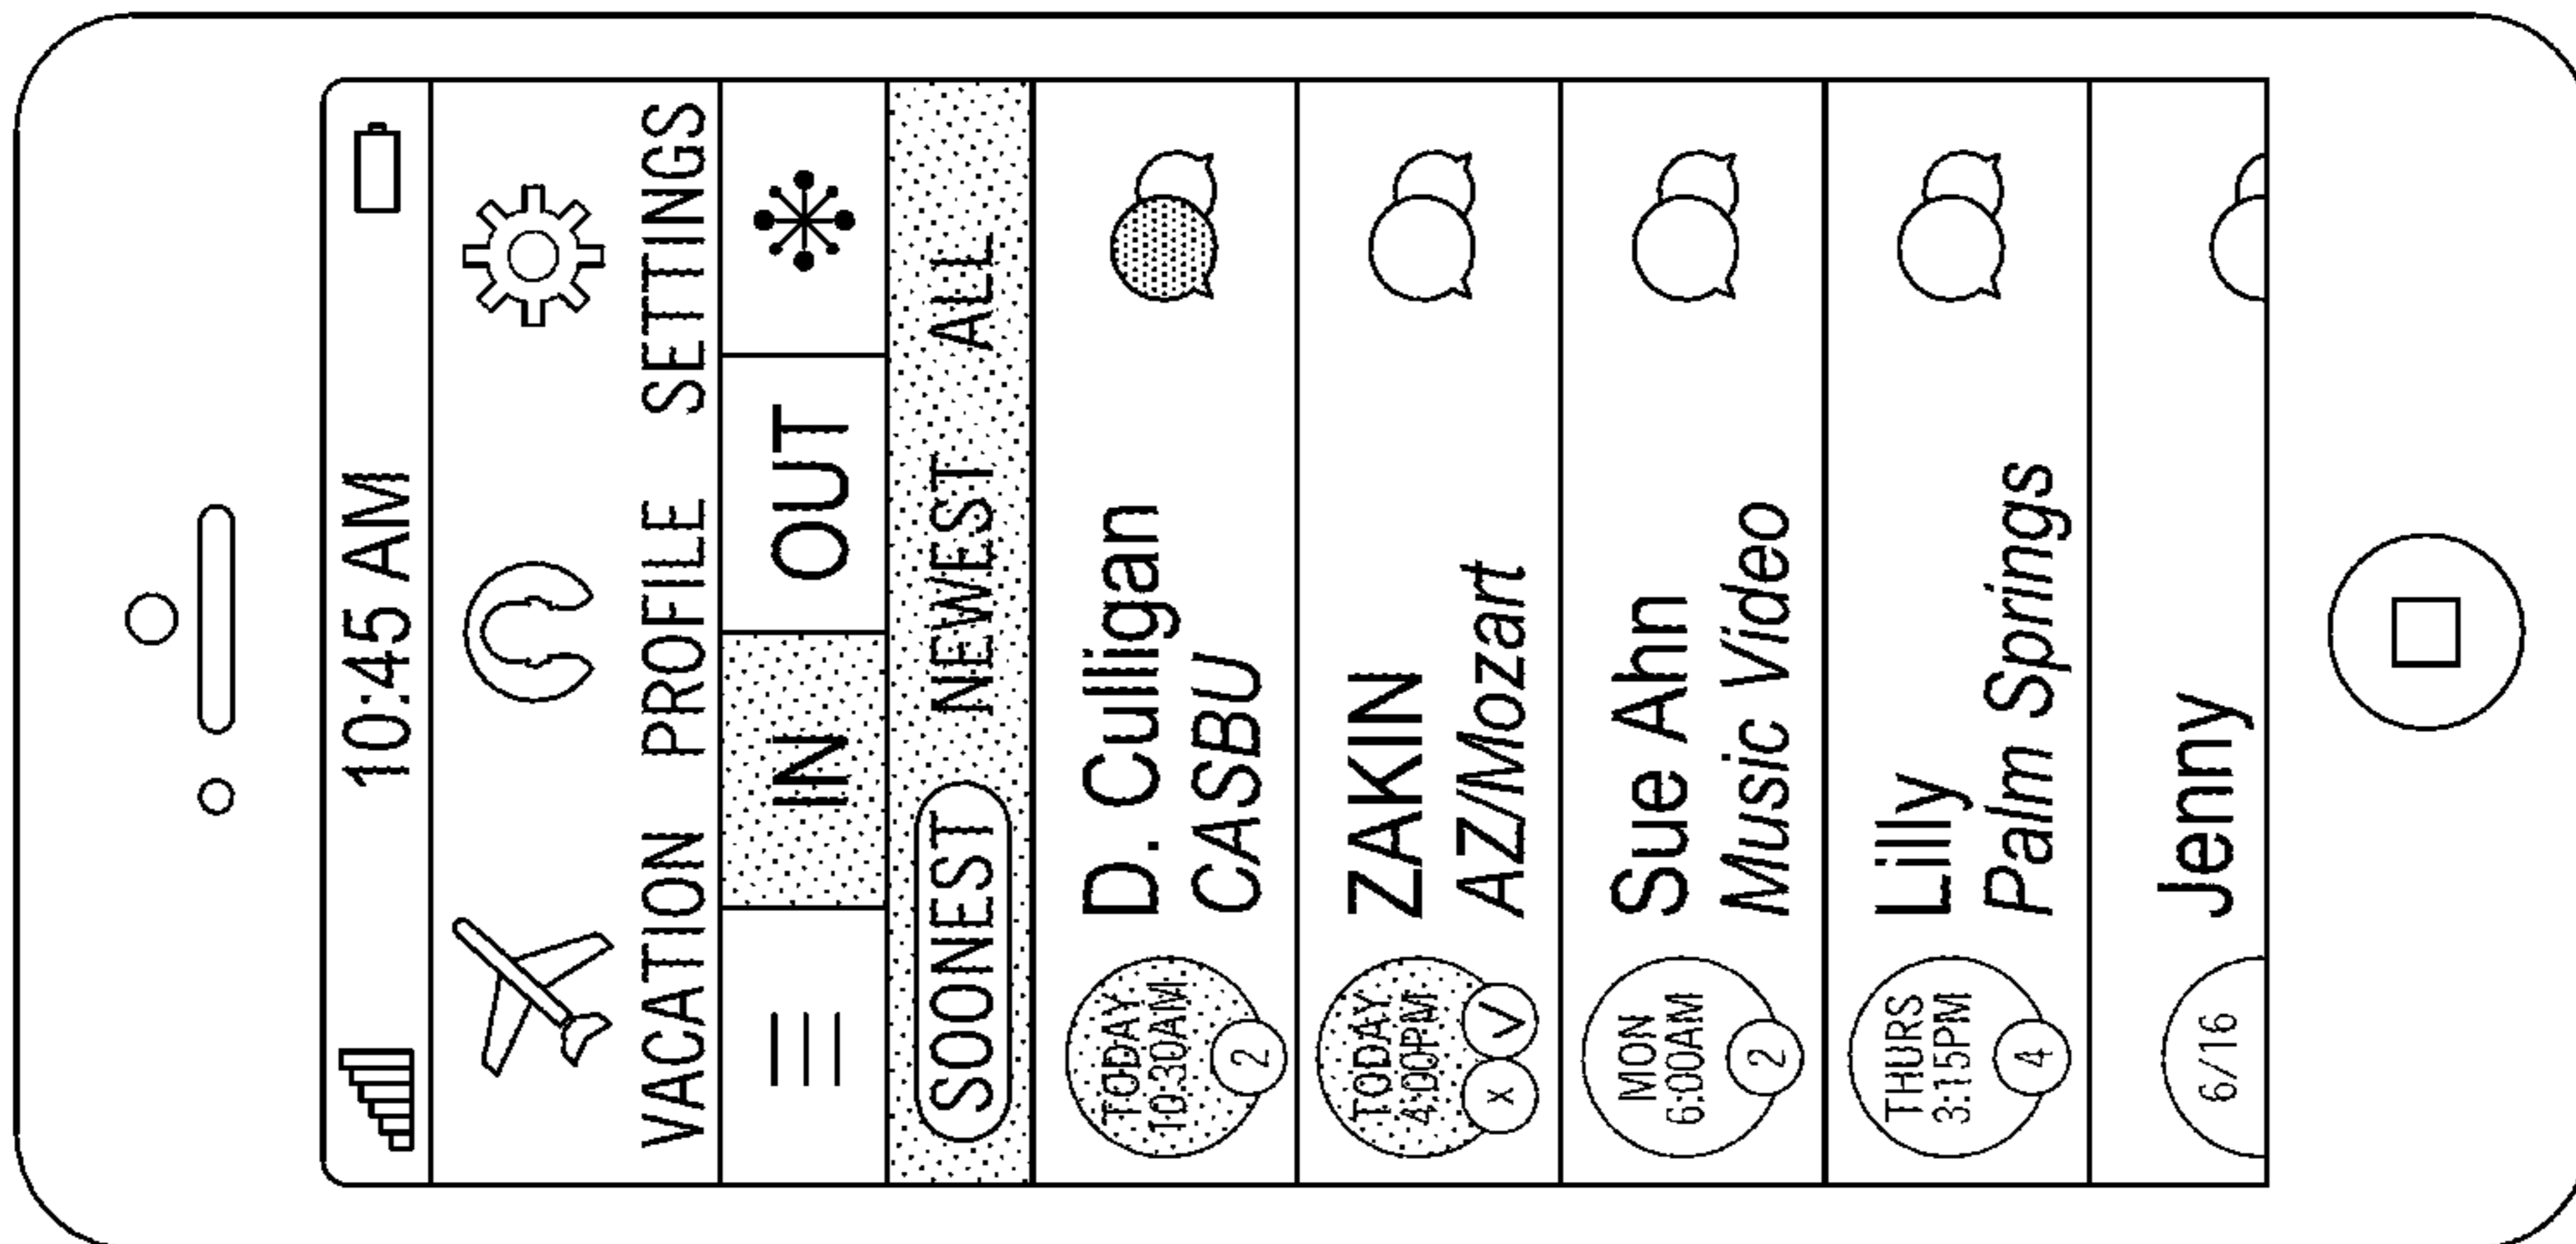 10:45 AM
VACATION PROFILE SETTINGS
IN OUT
SOONEST NEWEST ALL
TODAY
10:30AM
2
D. Culligan
CASBU
TODAY
4:00PM
x ✓
ZAKIN
AZ/Mozart
MON
6:00AM
2
Sue Ahn
Music Video
THURS
3:15PM
4
Lilly
Palm Springs
6/16
Jenny